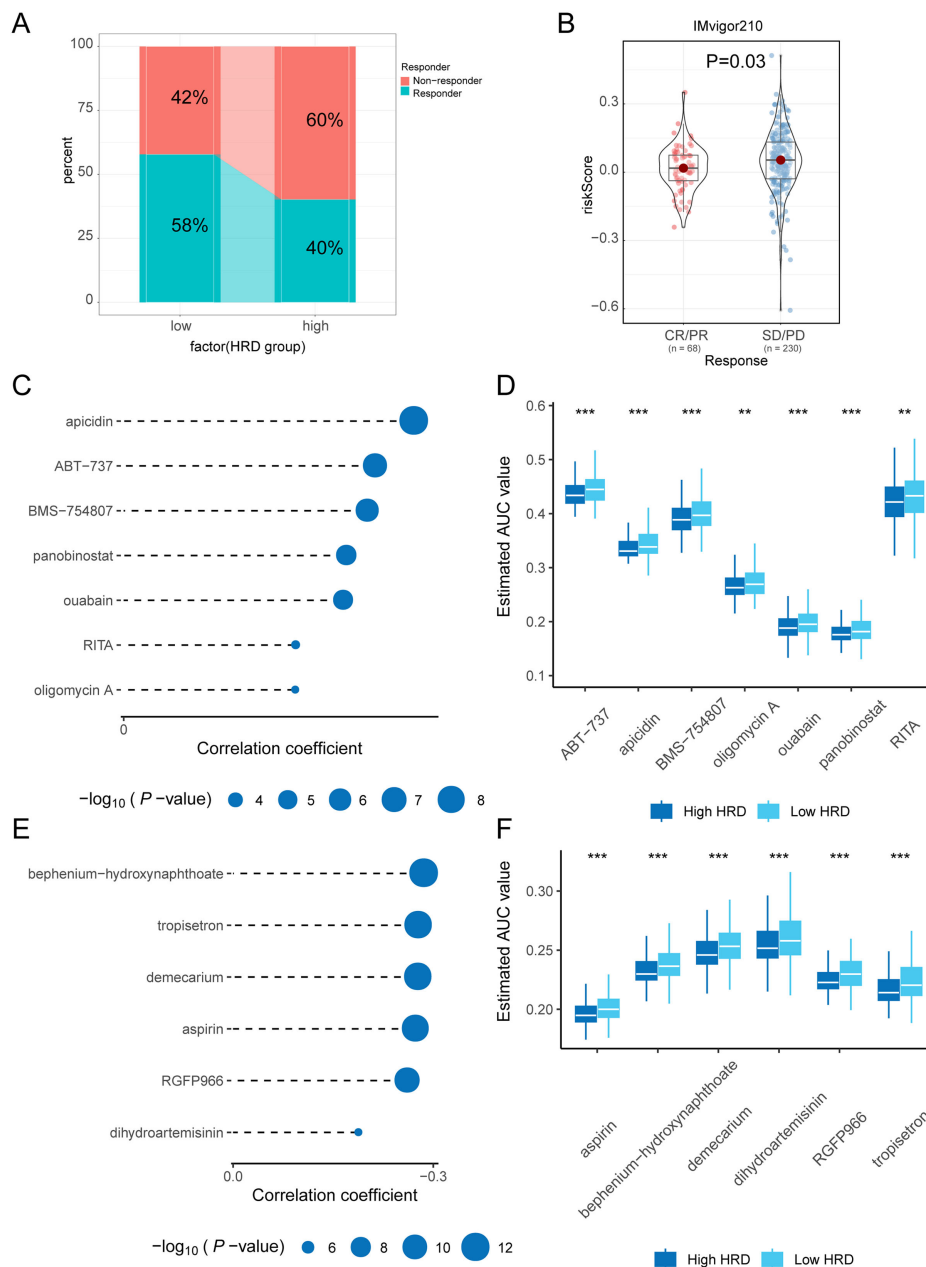 A
100
75
50
25
0
percent
42%
60%
58%
40%
low
high
factor(HRD group)
Responder
Non-responder
Responder
B
IMvigor210
P=0.03
0.3
0.0
−0.3
−0.6
riskScore
CR/PR
SD/PD
(n = 68)
(n = 230)
Response
C
apicidin
ABT−737
BMS−754807
panobinostat
ouabain
RITA
oligomycin A
0
Correlation coefficient
−log10 ( P −value) 4 5 6 7 8
D
0.6
0.5
0.4
0.3
0.2
0.1
Estimated AUC value
*** *** *** ** *** *** **
ABT−737
apicidin
BMS−754807
oligomycin A
ouabain
panobinostat
RITA
High HRD Low HRD
E
bephenium−hydroxynaphthoate
tropisetron
demecarium
aspirin
RGFP966
dihydroartemisinin
0.0
−0.3
Correlation coefficient
−log10 ( P −value) 6 8 10 12
F
0.30
0.25
0.20
Estimated AUC value
*** *** *** *** *** ***
aspirin
bephenium−hydroxynaphthoate
demecarium
dihydroartemisinin
RGFP966
tropisetron
High HRD Low HRD